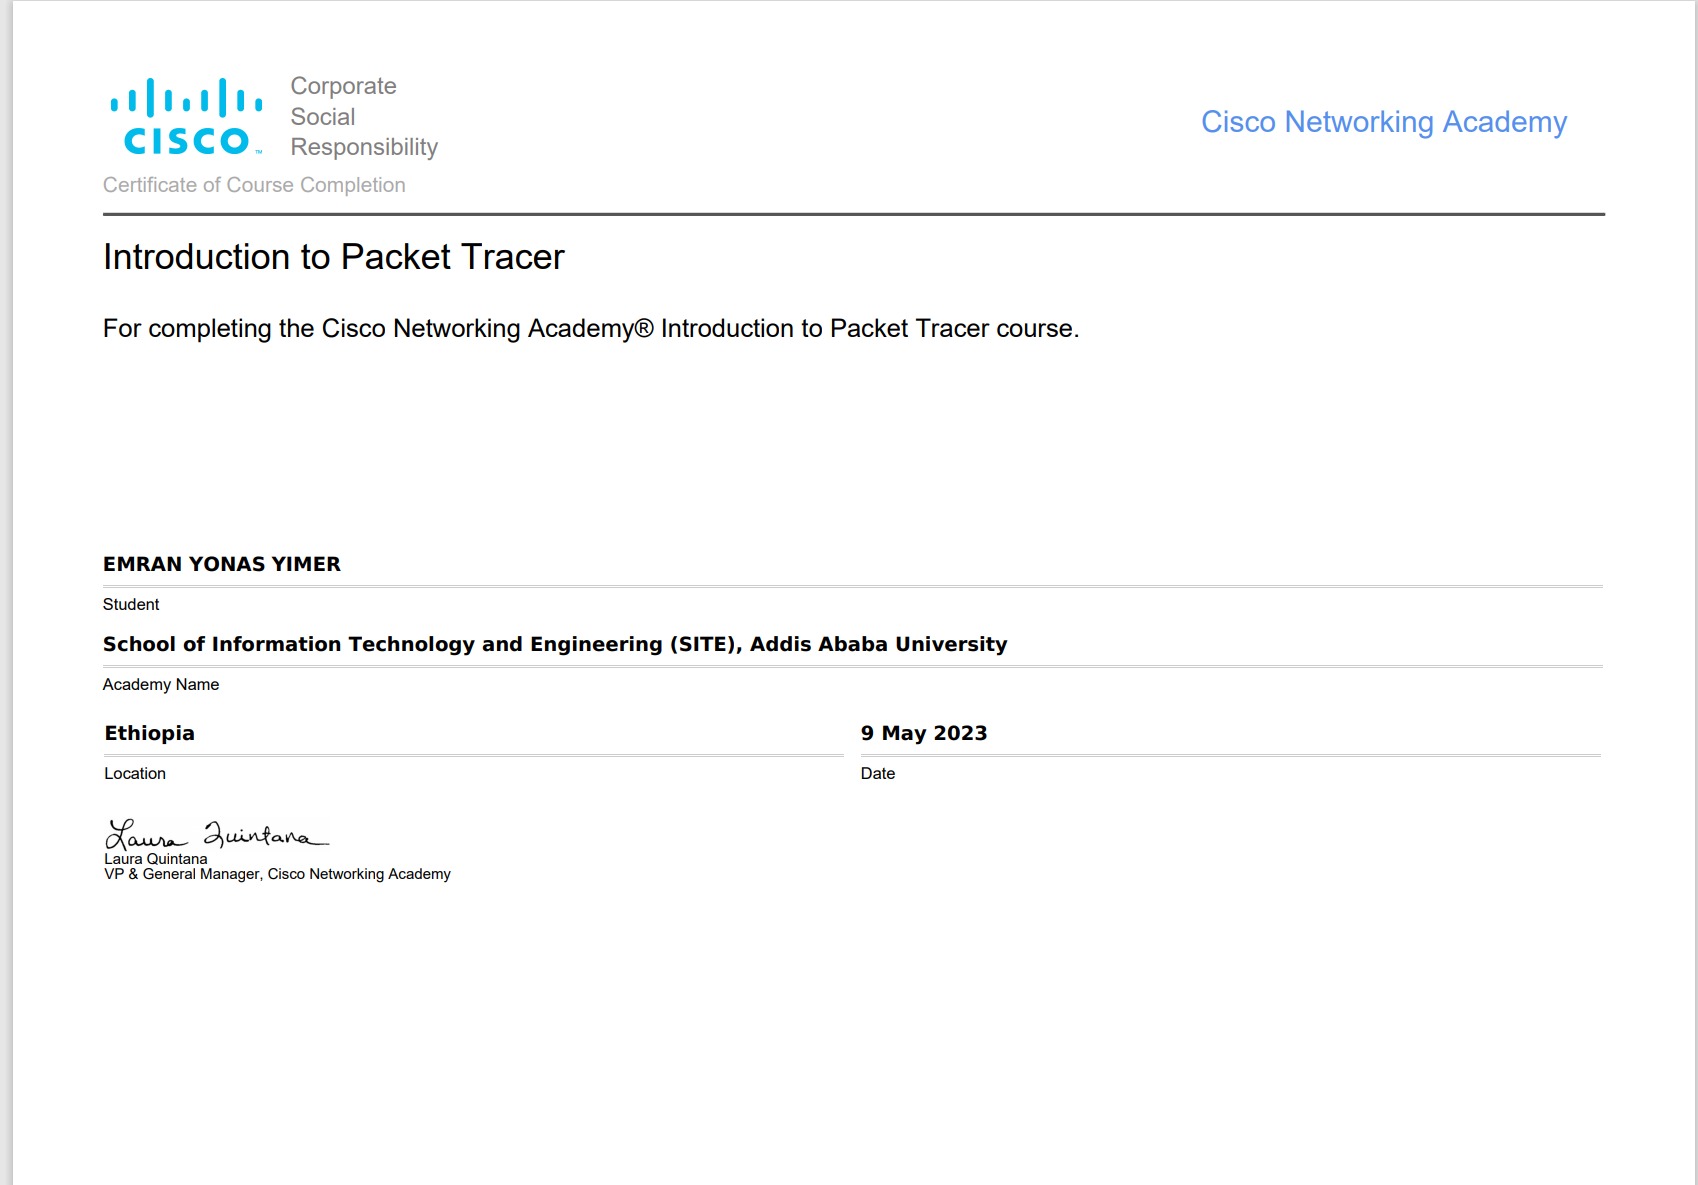 CISCO™
Corporate
Social
Responsibility
Cisco Networking Academy
Certificate of Course Completion
Introduction to Packet Tracer
For completing the Cisco Networking Academy® Introduction to Packet Tracer course.
EMRAN YONAS YIMER
Student
School of Information Technology and Engineering (SITE), Addis Ababa University
Academy Name
Ethiopia
Location
9 May 2023
Date
Laura Quintana
Laura Quintana
VP & General Manager, Cisco Networking Academy